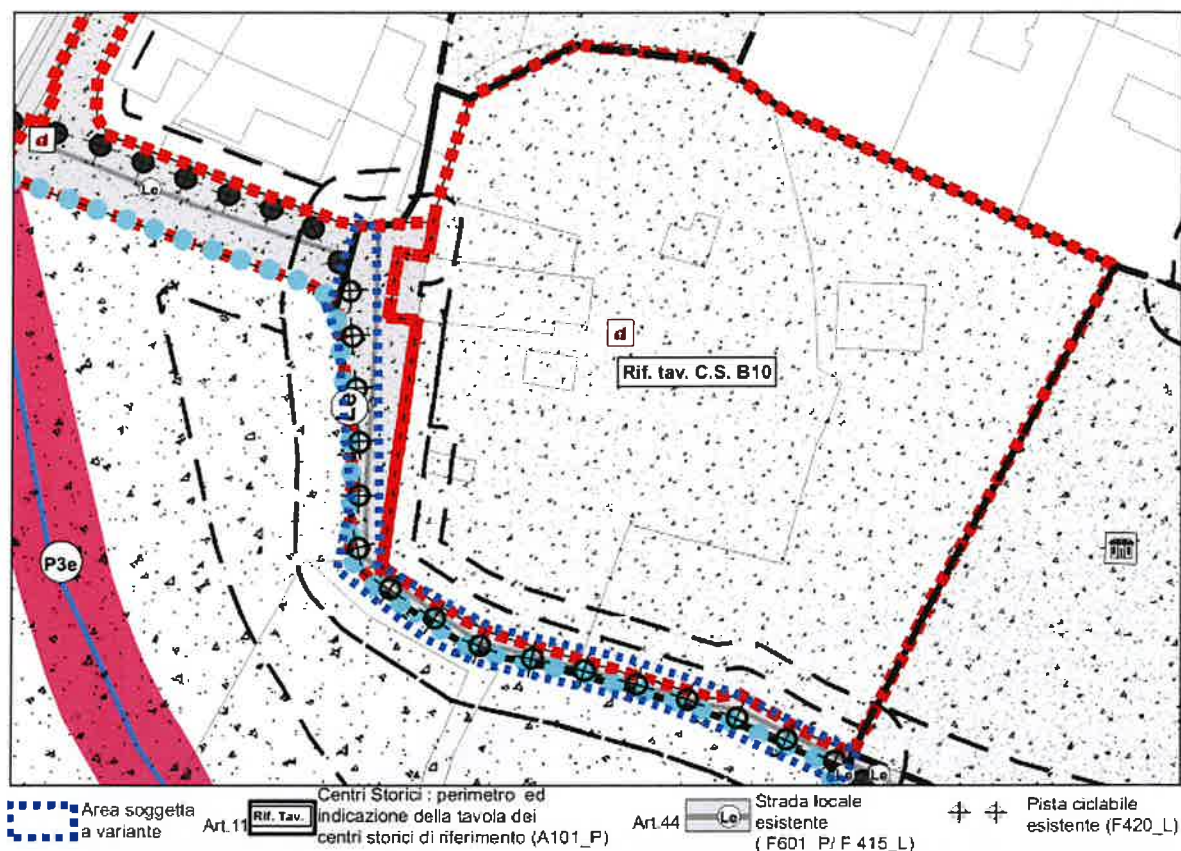 d
Le
d
Rif. tav. C.S. B10
Le
P3e
Le
Le
Area soggetta
a variante
Art.11
Rif. Tav.
Centri Storici : perimetro ed
indicazione della tavola dei
centri storici di riferimento (A101_P)
Art.44
Le
Strada locale
esistente
( F601_P/ F 415_L)
Pista ciclabile
esistente (F420_L)